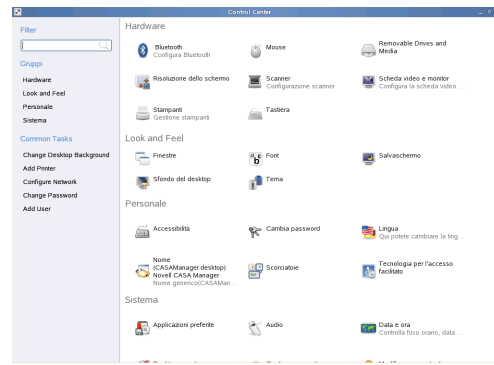 Control Center
Filter
Gruppi
Hardware
Look and Feel
Personale
Sistema
Common Tasks
Change Desktop Background
Add Printer
Configure Network
Change Password
Add User
Hardware
Bluetooth
Configura Bluetooth
Mouse
Removable Drives and
Media
Risoluzione dello schermo
Scanner
Configurazione scanner
Scheda video e monitor
Configura la scheda video ...
Stampanti
Gestione stampanti
Tastiera
Look and Feel
Finestre
Font
Salvaschermo
Sfondo del desktop
Tema
Personale
Accessibilità
Cambia password
Lingua
Qui potete cambiare la ling...
Nome
(CASAManager.desktop):
Novell CASA Manager
Nome generico(CASAMan...
Scorciatoie
Tecnologia per l'accesso
facilitato
Sistema
Applicazioni preferite
Audio
Data e ora
Controlla fuso orario, data ...